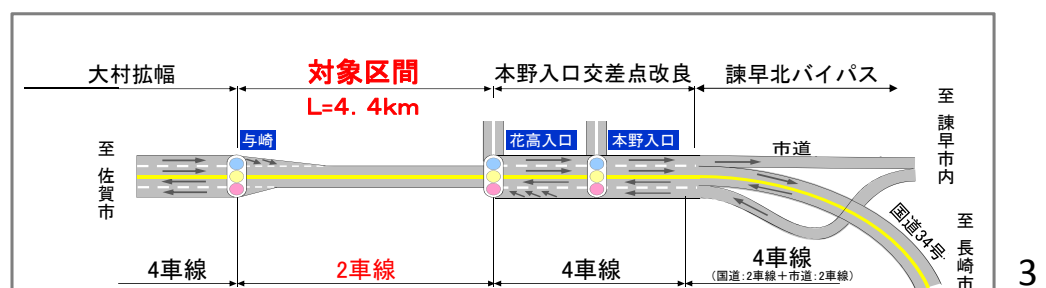 大村拡幅
対象区間
L=4.4km
本野入口交差点改良
諫早北バイパス
至 佐賀市
与崎
花高入口
本野入口
市道
至 諫早市内
国道34号
至 長崎市
4車線
2車線
4車線
4車線
(国道:2車線+市道:2車線)
3